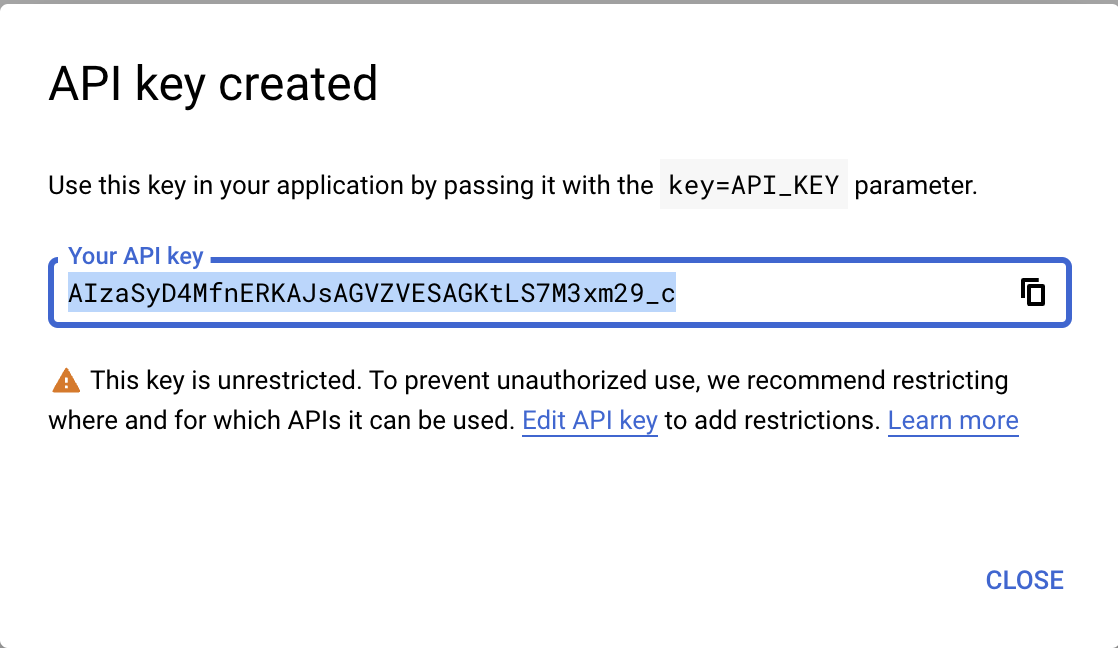 API key created
Use this key in your application by passing it with the key=API_KEY parameter.
Your API key
AIzaSyD4MfnERKAJsAGVZVESAGKtLS7M3xm29_c
This key is unrestricted. To prevent unauthorized use, we recommend restricting
where and for which APIs it can be used. Edit API key to add restrictions. Learn more
CLOSE